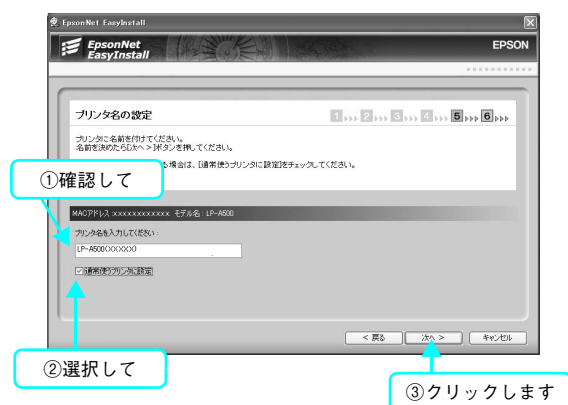 EpsonNet EasyInstall
EpsonNet
EasyInstall
EPSON
プリンタ名の設定
1 2 3 4 5 6
プリンタに名前を付けてください。
名前を決めたら[次へ >]ボタンを押してください。
場合は、[通常使うプリンタに設定]をチェックしてください。
①確認して
MACアドレス:xxxxxxxxxxxx モデル名:LP-A500
プリンタ名を入力してください:
LP-A500(XXXXXX)
通常使うプリンタに設定
< 戻る
次へ >
キャンセル
②選択して
③クリックします